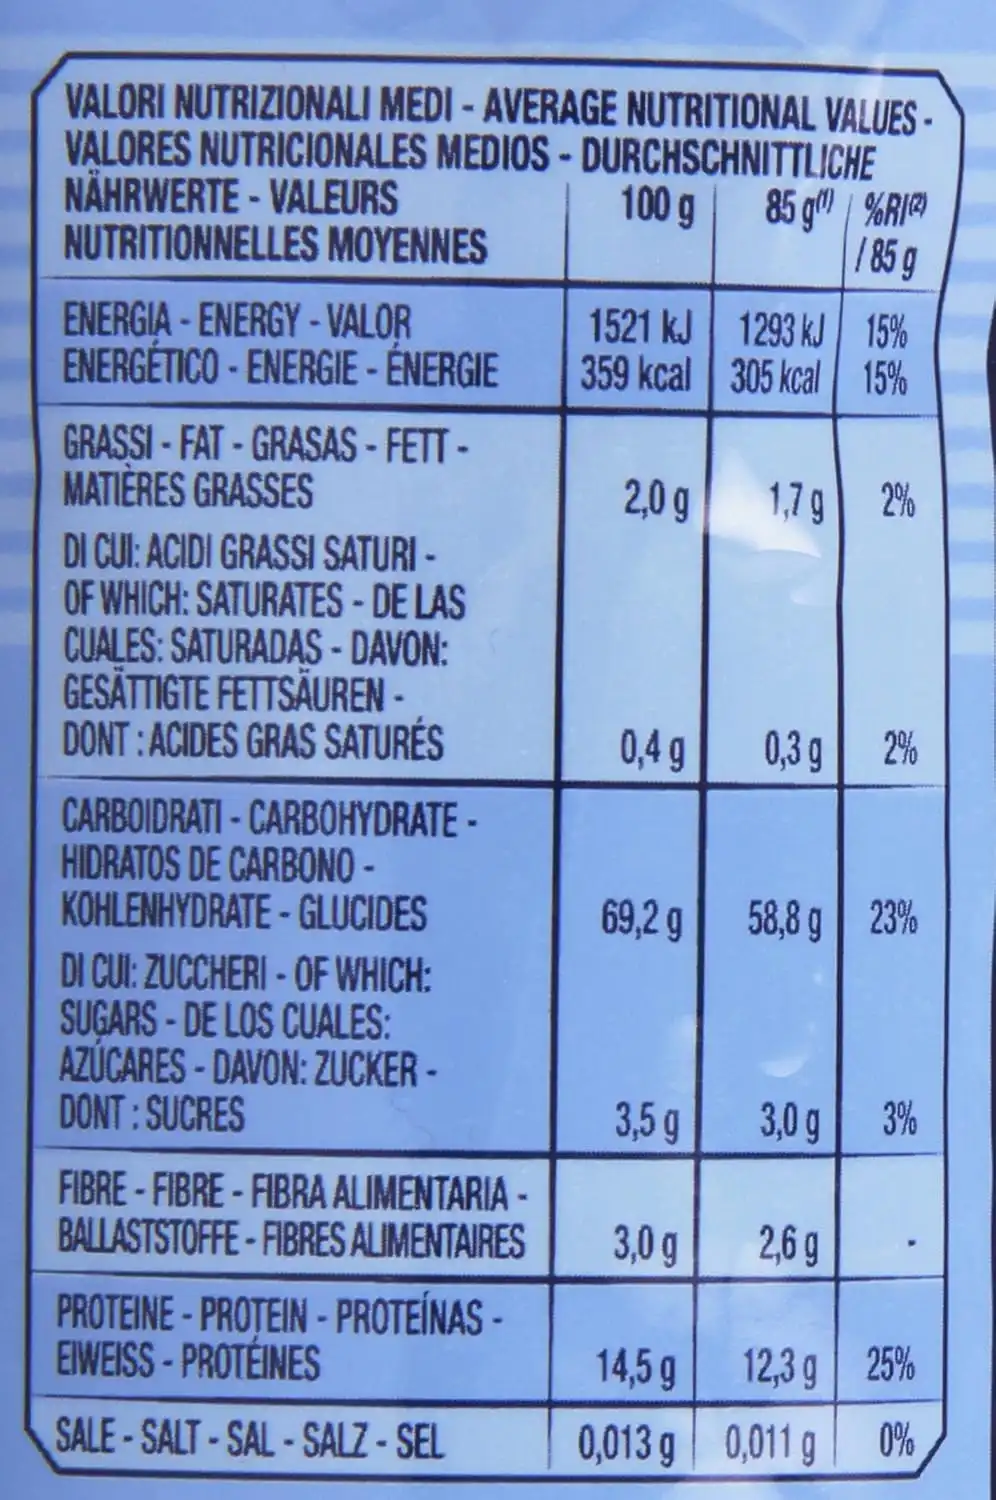 VALORI NUTRIZIONALI MEDI - AVERAGE NUTRITIONAL VALUES -
VALORES NUTRICIONALES MEDIOS - DURCHSCHNITTLICHE
NÄHRWERTE - VALEURS 100 g 85 g(1) %RI(2)
NUTRITIONNELLES MOYENNES / 85 g
ENERGIA - ENERGY - VALOR 1521 kJ 1293 kJ 15%
ENERGÉTICO - ENERGIE - ÉNERGIE 359 kcal 305 kcal 15%
GRASSI - FAT - GRASAS - FETT -
MATIÈRES GRASSES 2,0 g 1,7 g 2%
DI CUI: ACIDI GRASSI SATURI -
OF WHICH: SATURATES - DE LAS
CUALES: SATURADAS - DAVON:
GESÄTTIGTE FETTSÄUREN -
DONT : ACIDES GRAS SATURÉS 0,4 g 0,3 g 2%
CARBOIDRATI - CARBOHYDRATE -
HIDRATOS DE CARBONO -
KOHLENHYDRATE - GLUCIDES 69,2 g 58,8 g 23%
DI CUI: ZUCCHERI - OF WHICH:
SUGARS - DE LOS CUALES:
AZÚCARES - DAVON: ZUCKER -
DONT : SUCRES 3,5 g 3,0 g 3%
FIBRE - FIBRE - FIBRA ALIMENTARIA -
BALLASTSTOFFE - FIBRES ALIMENTAIRES 3,0 g 2,6 g -
PROTEINE - PROTEIN - PROTEÍNAS -
EIWEISS - PROTÉINES 14,5 g 12,3 g 25%
SALE - SALT - SAL - SALZ - SEL 0,013 g 0,011 g 0%